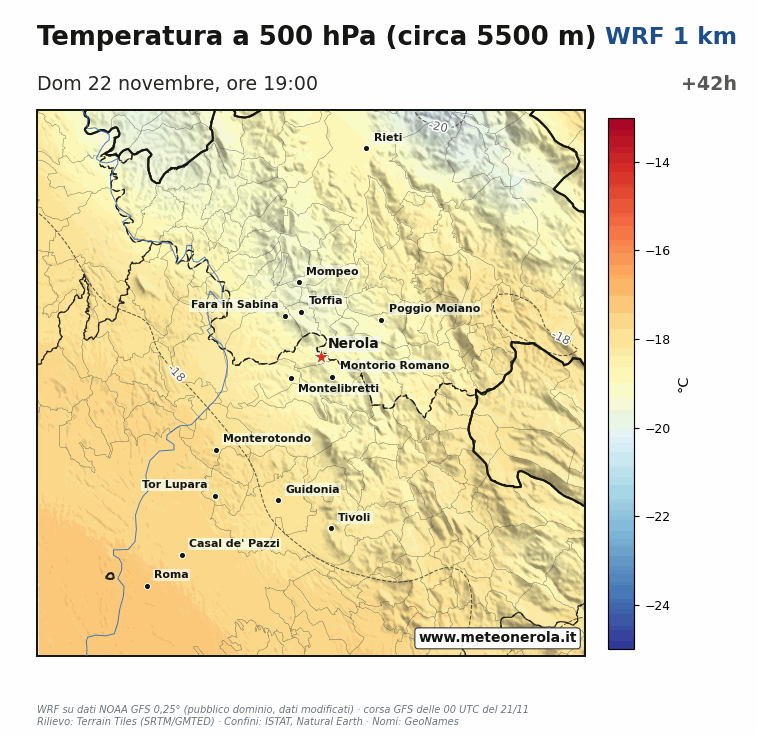 Temperatura a 500 hPa (circa 5500 m) WRF 1 km
Dom 22 novembre, ore 19:00 +42h
-20
Rieti
−14
Mompeo
−16
Fara in Sabina Toffia
Poggio Moiano
−18
-18
Nerola
Montorio Romano
-18
°C
Montelibretti
−20
Monterotondo
Tor Lupara
Guidonia
Tivoli
−22
Casal de' Pazzi
Roma
−24
www.meteonerola.it
WRF su dati NOAA GFS 0,25° (pubblico dominio, dati modificati) · corsa GFS delle 00 UTC del 21/11
Rilievo: Terrain Tiles (SRTM/GMTED) · Confini: ISTAT, Natural Earth · Nomi: GeoNames